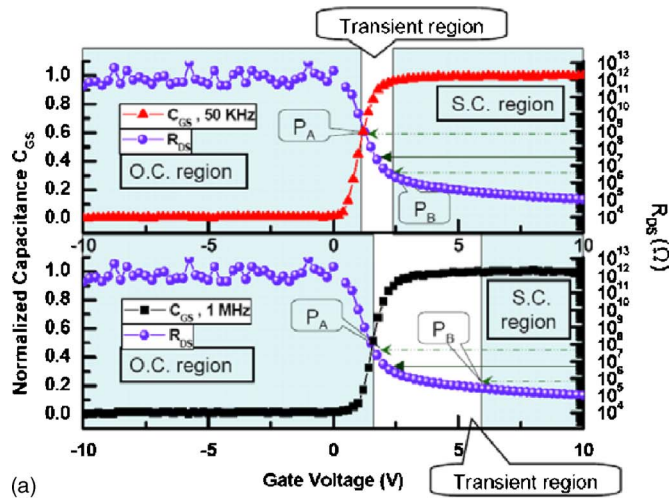 Transient region
1.0
0.8
0.6
0.4
0.2
0.0
C_GS , 50 KHz
R_DS
O.C. region
P_A
P_B
S.C. region
10^13
10^12
10^11
10^10
10^9
10^8
10^7
10^6
10^5
10^4
-10
-5
0
5
10
1.0
0.8
0.6
0.4
0.2
0.0
C_GS , 1 MHz
R_DS
O.C. region
P_A
P_B
S.C.
region
10^13
10^12
10^11
10^10
10^9
10^8
10^7
10^6
10^5
10^4
-10
-5
0
5
10
Normalized Capacitance C_GS
R_DS (Ω)
Gate Voltage (V)
Transient region
(a)